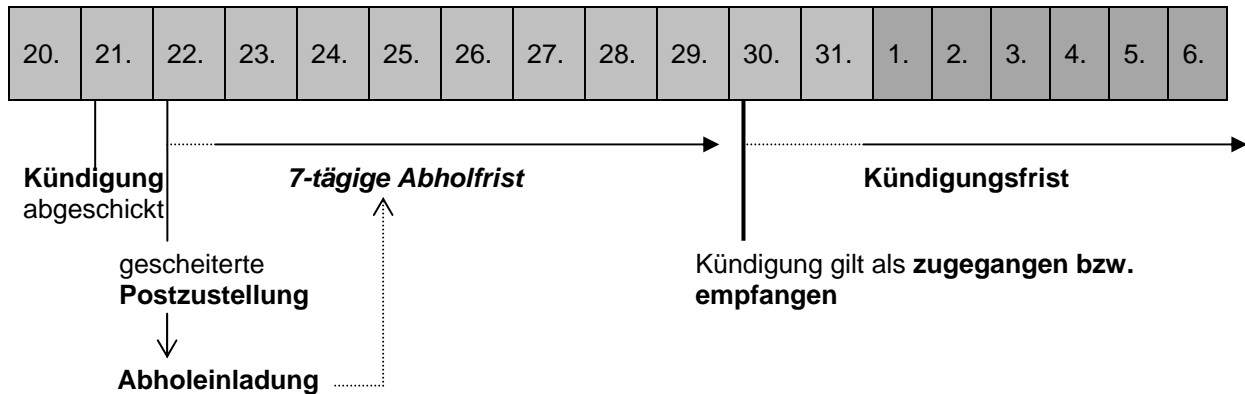 20. 21. 22. 23. 24. 25. 26. 27. 28. 29. 30. 31. 1. 2. 3. 4. 5. 6.
Kündigung
abgeschickt
7-tägige Abholfrist
Kündigungsfrist
gescheiterte
Postzustellung
Kündigung gilt als zugegangen bzw.
empfangen
Abholeinladung